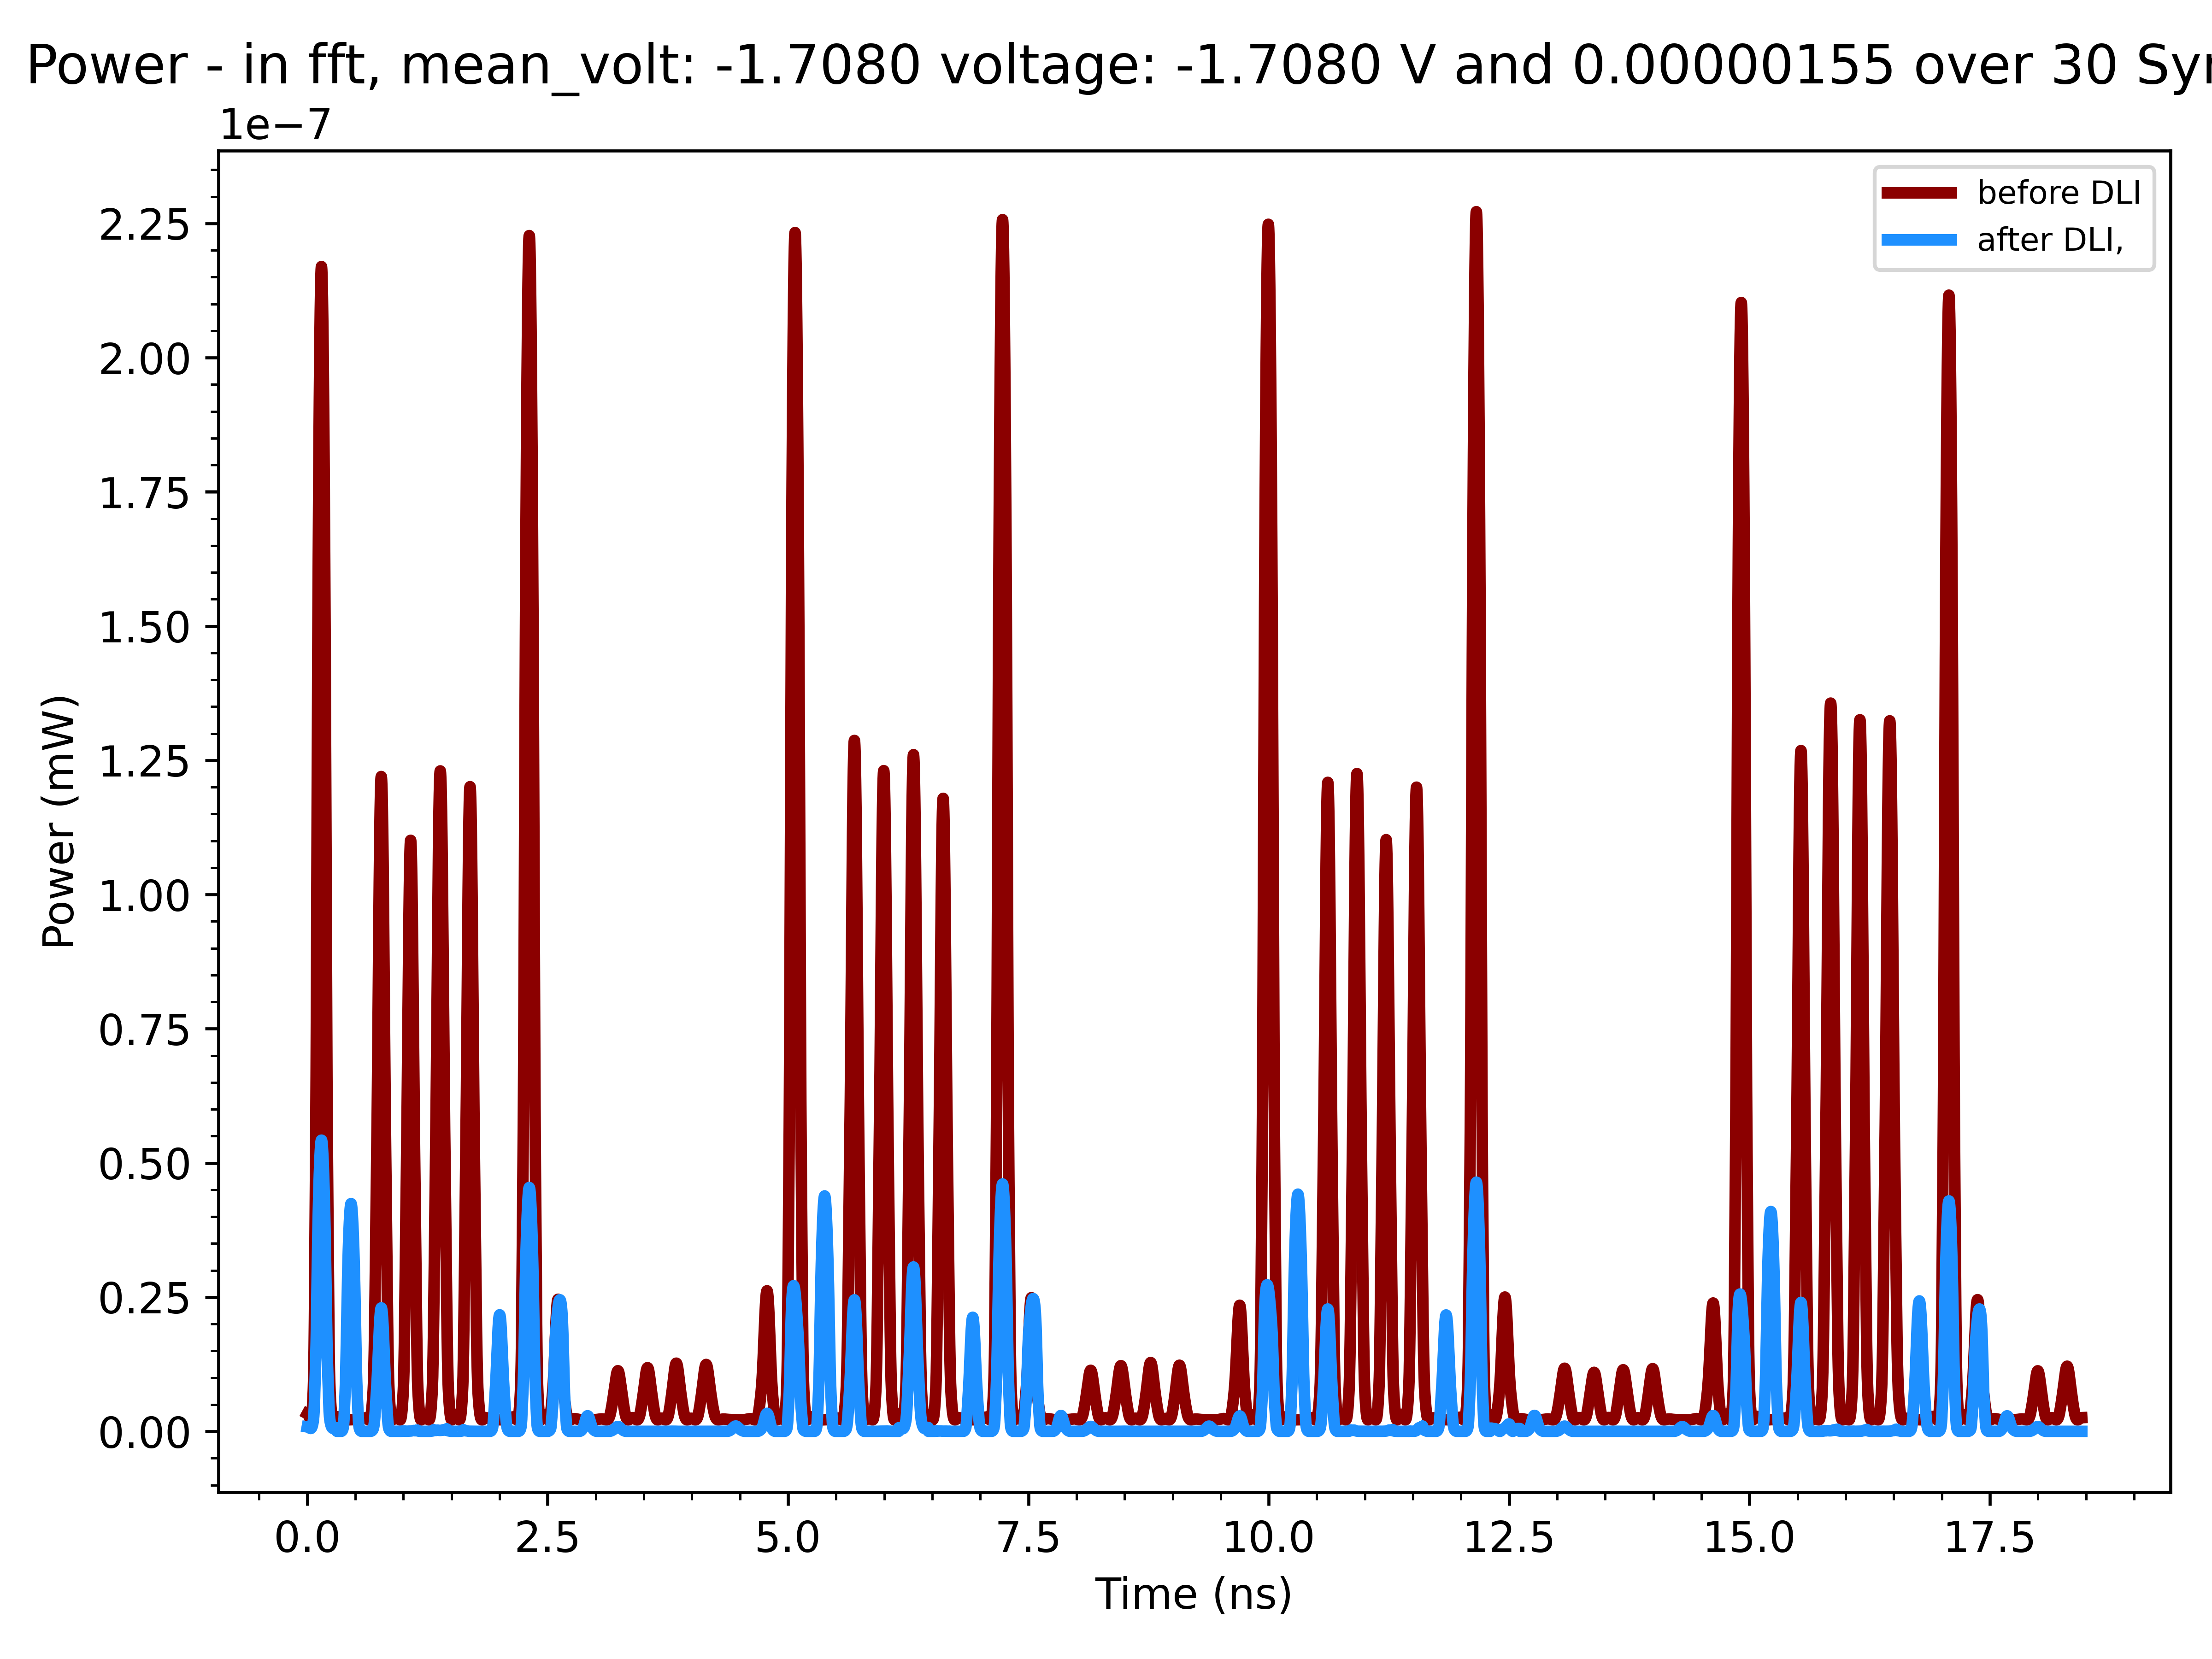 Power - in fft, mean_volt: -1.7080 voltage: -1.7080 V and 0.00000155 over 30
1e−7
before DLI
after DLI,
2.25
2.00
1.75
1.50
1.25
1.00
0.75
0.50
0.25
0.00
Power (mW)
0.0 2.5 5.0 7.5 10.0 12.5 15.0 17.5
Time (ns)